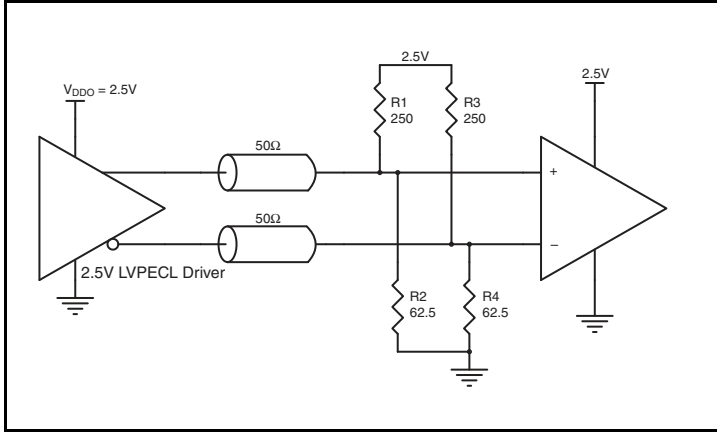 2.5V
V_DDO = 2.5V
2.5V
R1
250
R3
250
50Ω
+
50Ω
−
2.5V LVPECL Driver
R2
62.5
R4
62.5